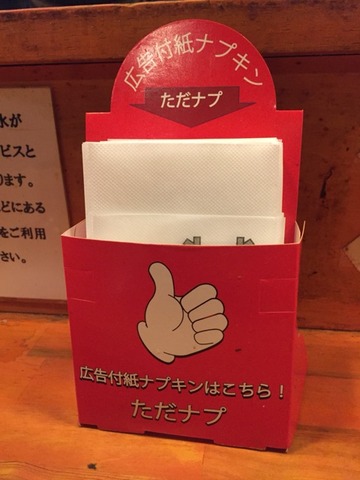 広告付紙ナプキン
ただナプ
水が
ービスと
ります。
どにある
をご利用
さい。
広告付紙ナプキンはこちら！
ただナプ